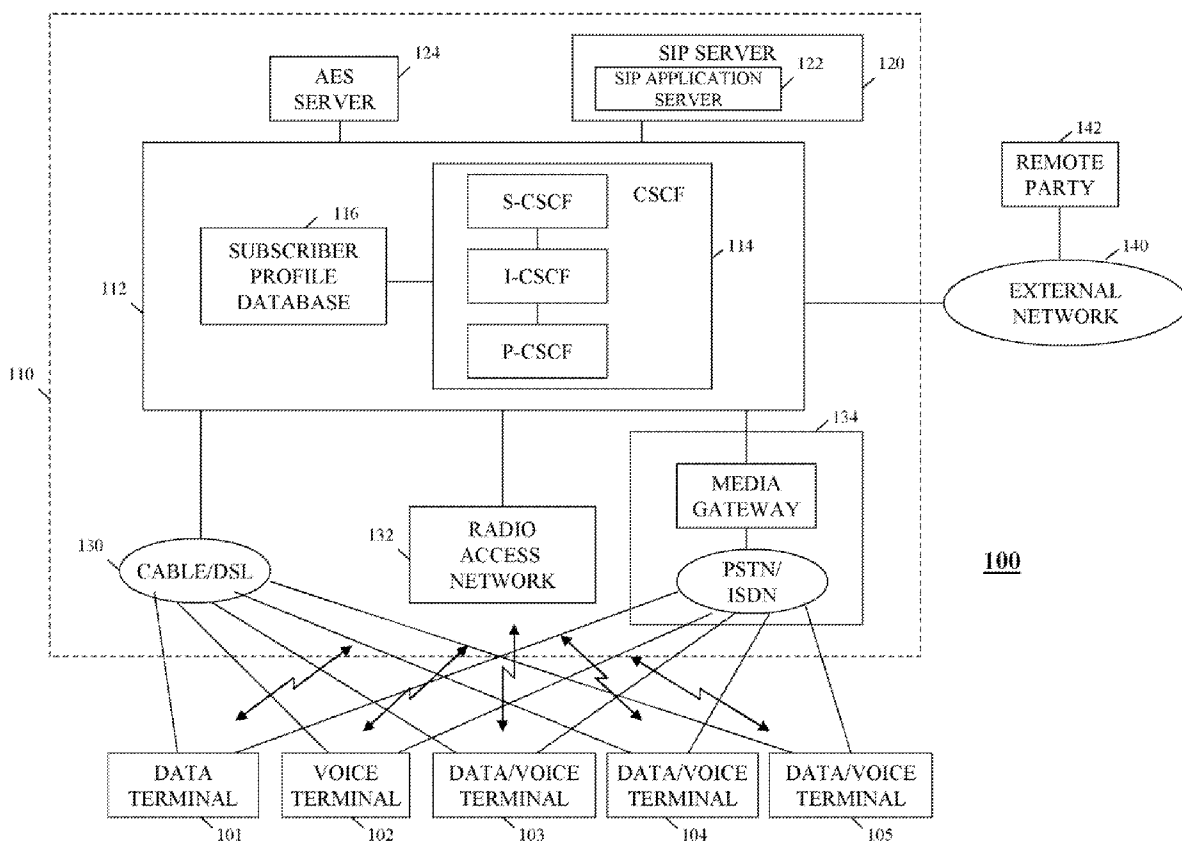 124
AES
SERVER
SIP SERVER
SIP APPLICATION
SERVER
122
120
142
REMOTE
PARTY
140
EXTERNAL
NETWORK
112
116
SUBSCRIBER
PROFILE
DATABASE
CSCF
S-CSCF
I-CSCF
P-CSCF
114
110
134
MEDIA
GATEWAY
PSTN/
ISDN
132
RADIO
ACCESS
NETWORK
130
CABLE/DSL
100
DATA
TERMINAL
101
VOICE
TERMINAL
102
DATA/VOICE
TERMINAL
103
DATA/VOICE
TERMINAL
104
DATA/VOICE
TERMINAL
105